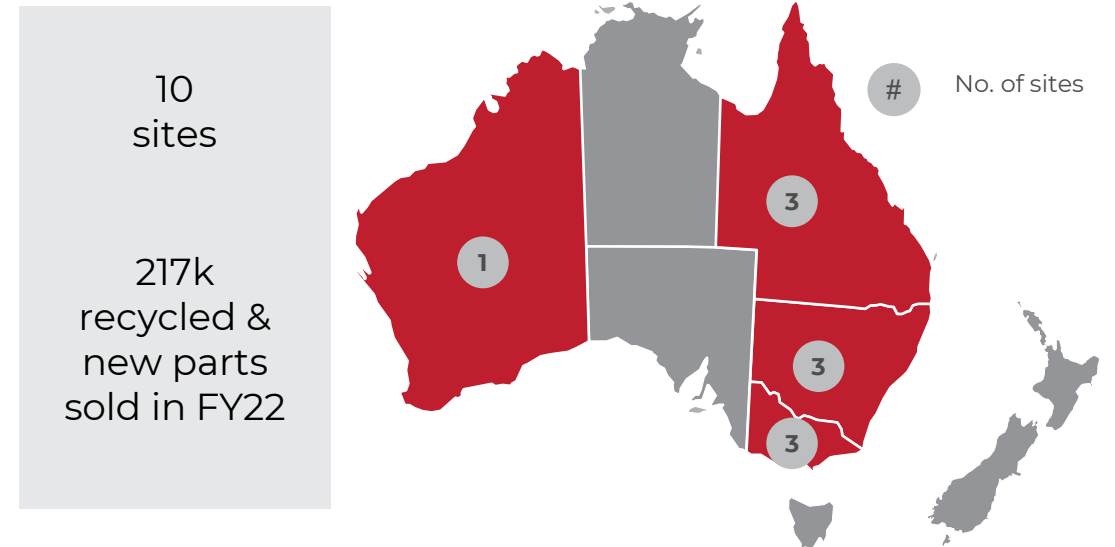 10
sites
217k
recycled &
new parts
sold in FY22
# No. of sites
3
1
3
3